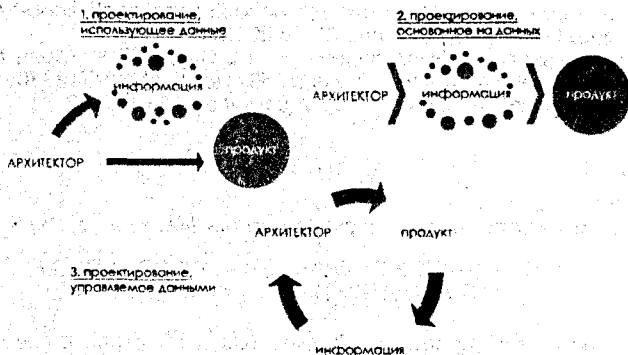 1. проектирование,
использующее данные
информация
АРХИТЕКТОР
продукт
2. проектирование,
основанное на данных
АРХИТЕКТОР
информация
продукт
АРХИТЕКТОР
продукт
3. проектирование,
управляемое данными
информация